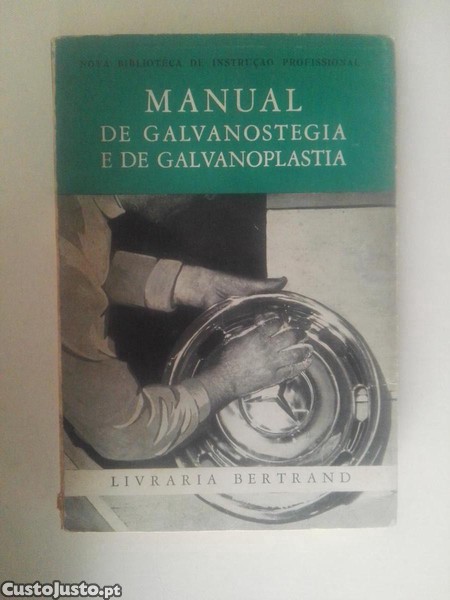 NOVA BIBLIOTECA DE INSTRUÇÃO PROFISSIONAL
MANUAL
DE GALVANOSTEGIA
E DE GALVANOPLASTIA
LIVRARIA BERTRAND
CustoJusto.pt